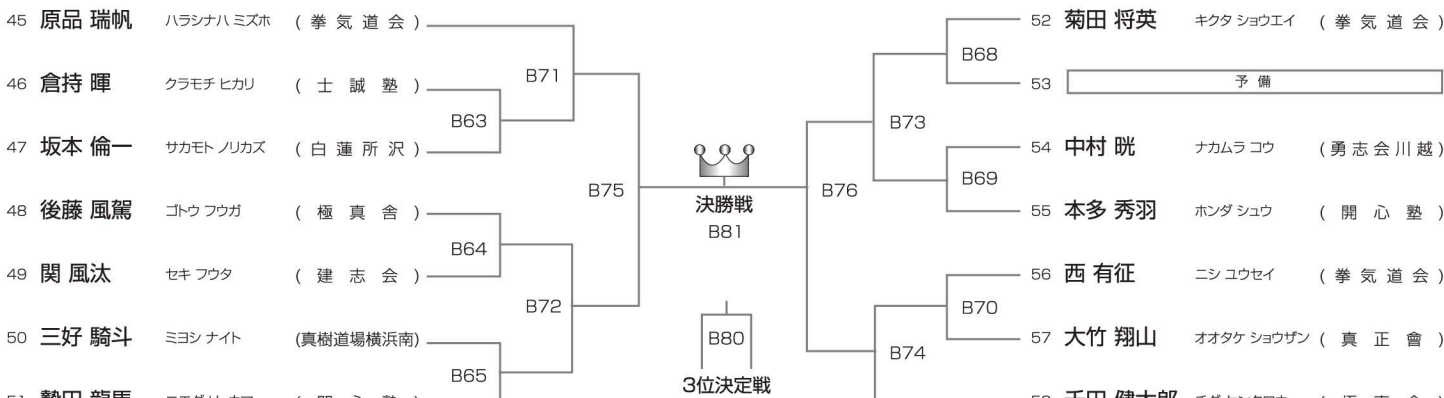 45 原品 瑞帆 ハラシナハ ミズホ (拳気道会)
46 倉持 暉 クラモチ ヒカリ (士誠塾)
47 坂本 倫一 サカモト ノリカズ (白蓮所沢)
48 後藤 風駕 ゴトウ フウガ (極真舎)
49 関 風汰 セキ フウタ (建志会)
50 三好 騎斗 ミヨシ ナイト (真樹道場横浜南)
B71
B63
B75
B64
B72
B65
決勝戦
B81
B80
3位決定戦
B68
B73
B76
B69
B70
B74
52 菊田 将英 キクタ ショウエイ (拳気道会)
53 予備
54 中村 晄 ナカムラ コウ (勇志会川越)
55 本多 秀羽 ホンダ シュウ (開心塾)
56 西 有征 ニシ ユウセイ (拳気道会)
57 大竹 翔山 オオタケ ショウザン (真正會)